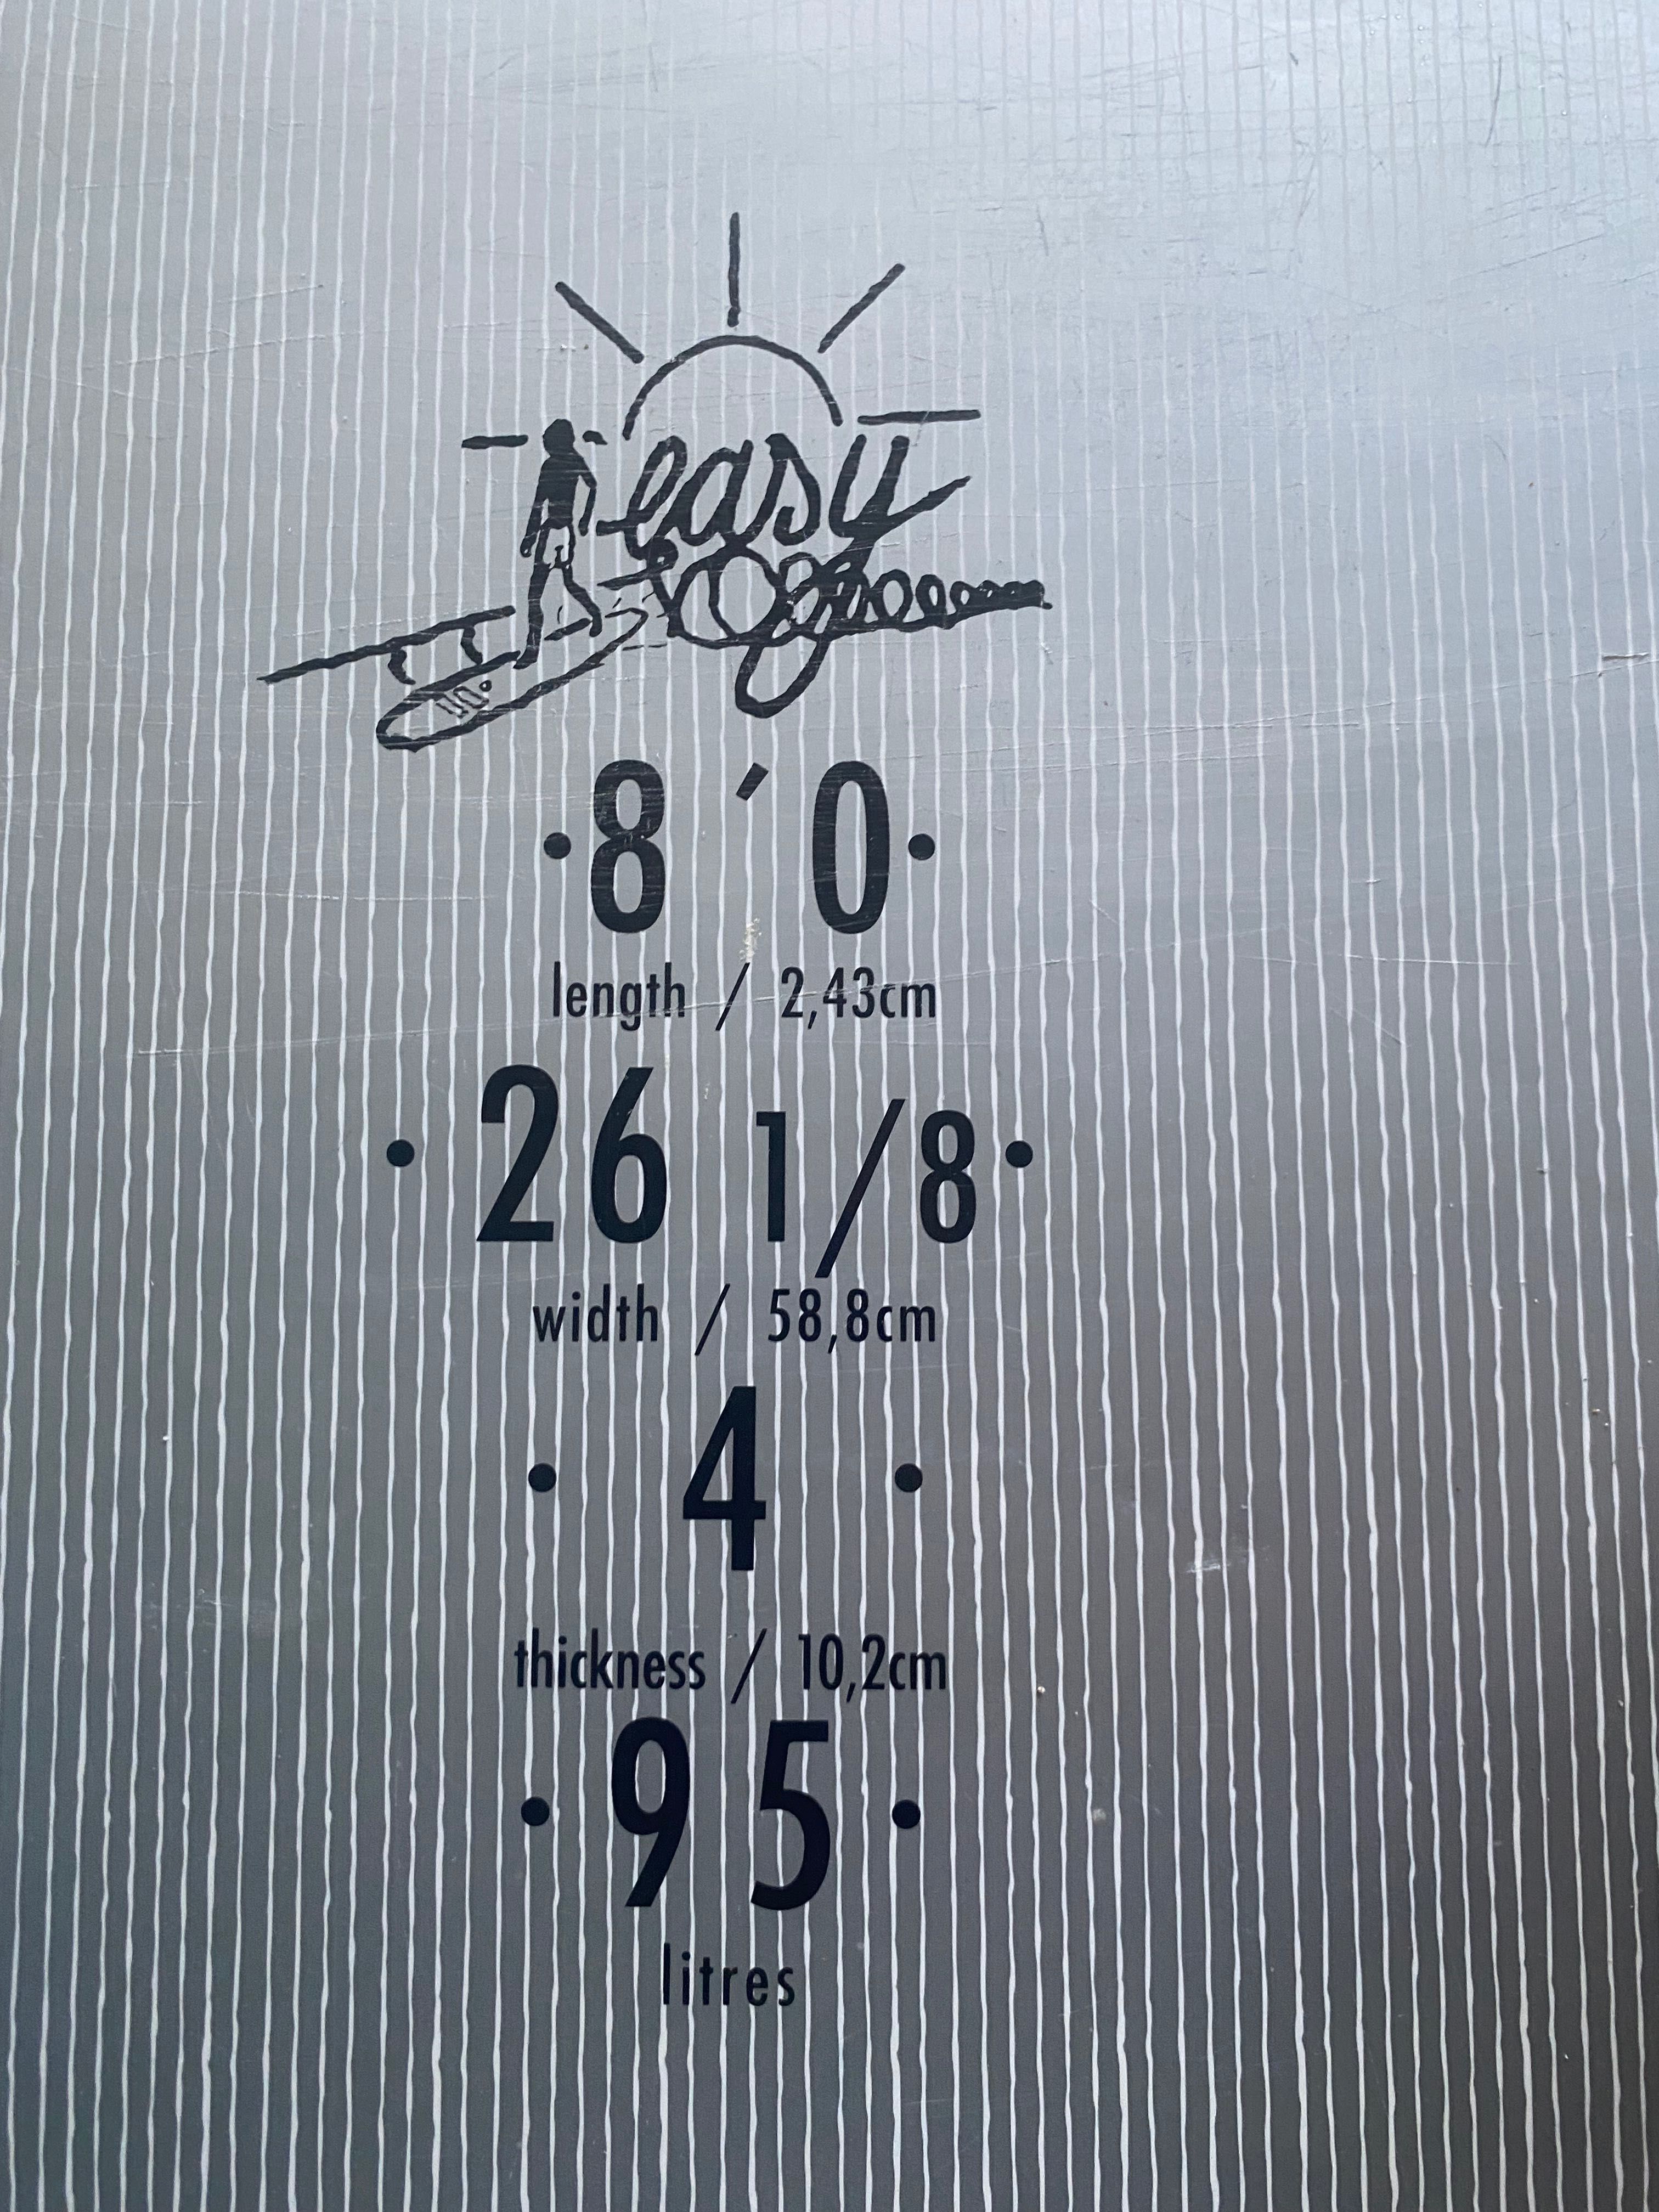 easy
8´0
length / 2,43cm
26 1/8
width / 58,8cm
4
thickness / 10,2cm
95
litres